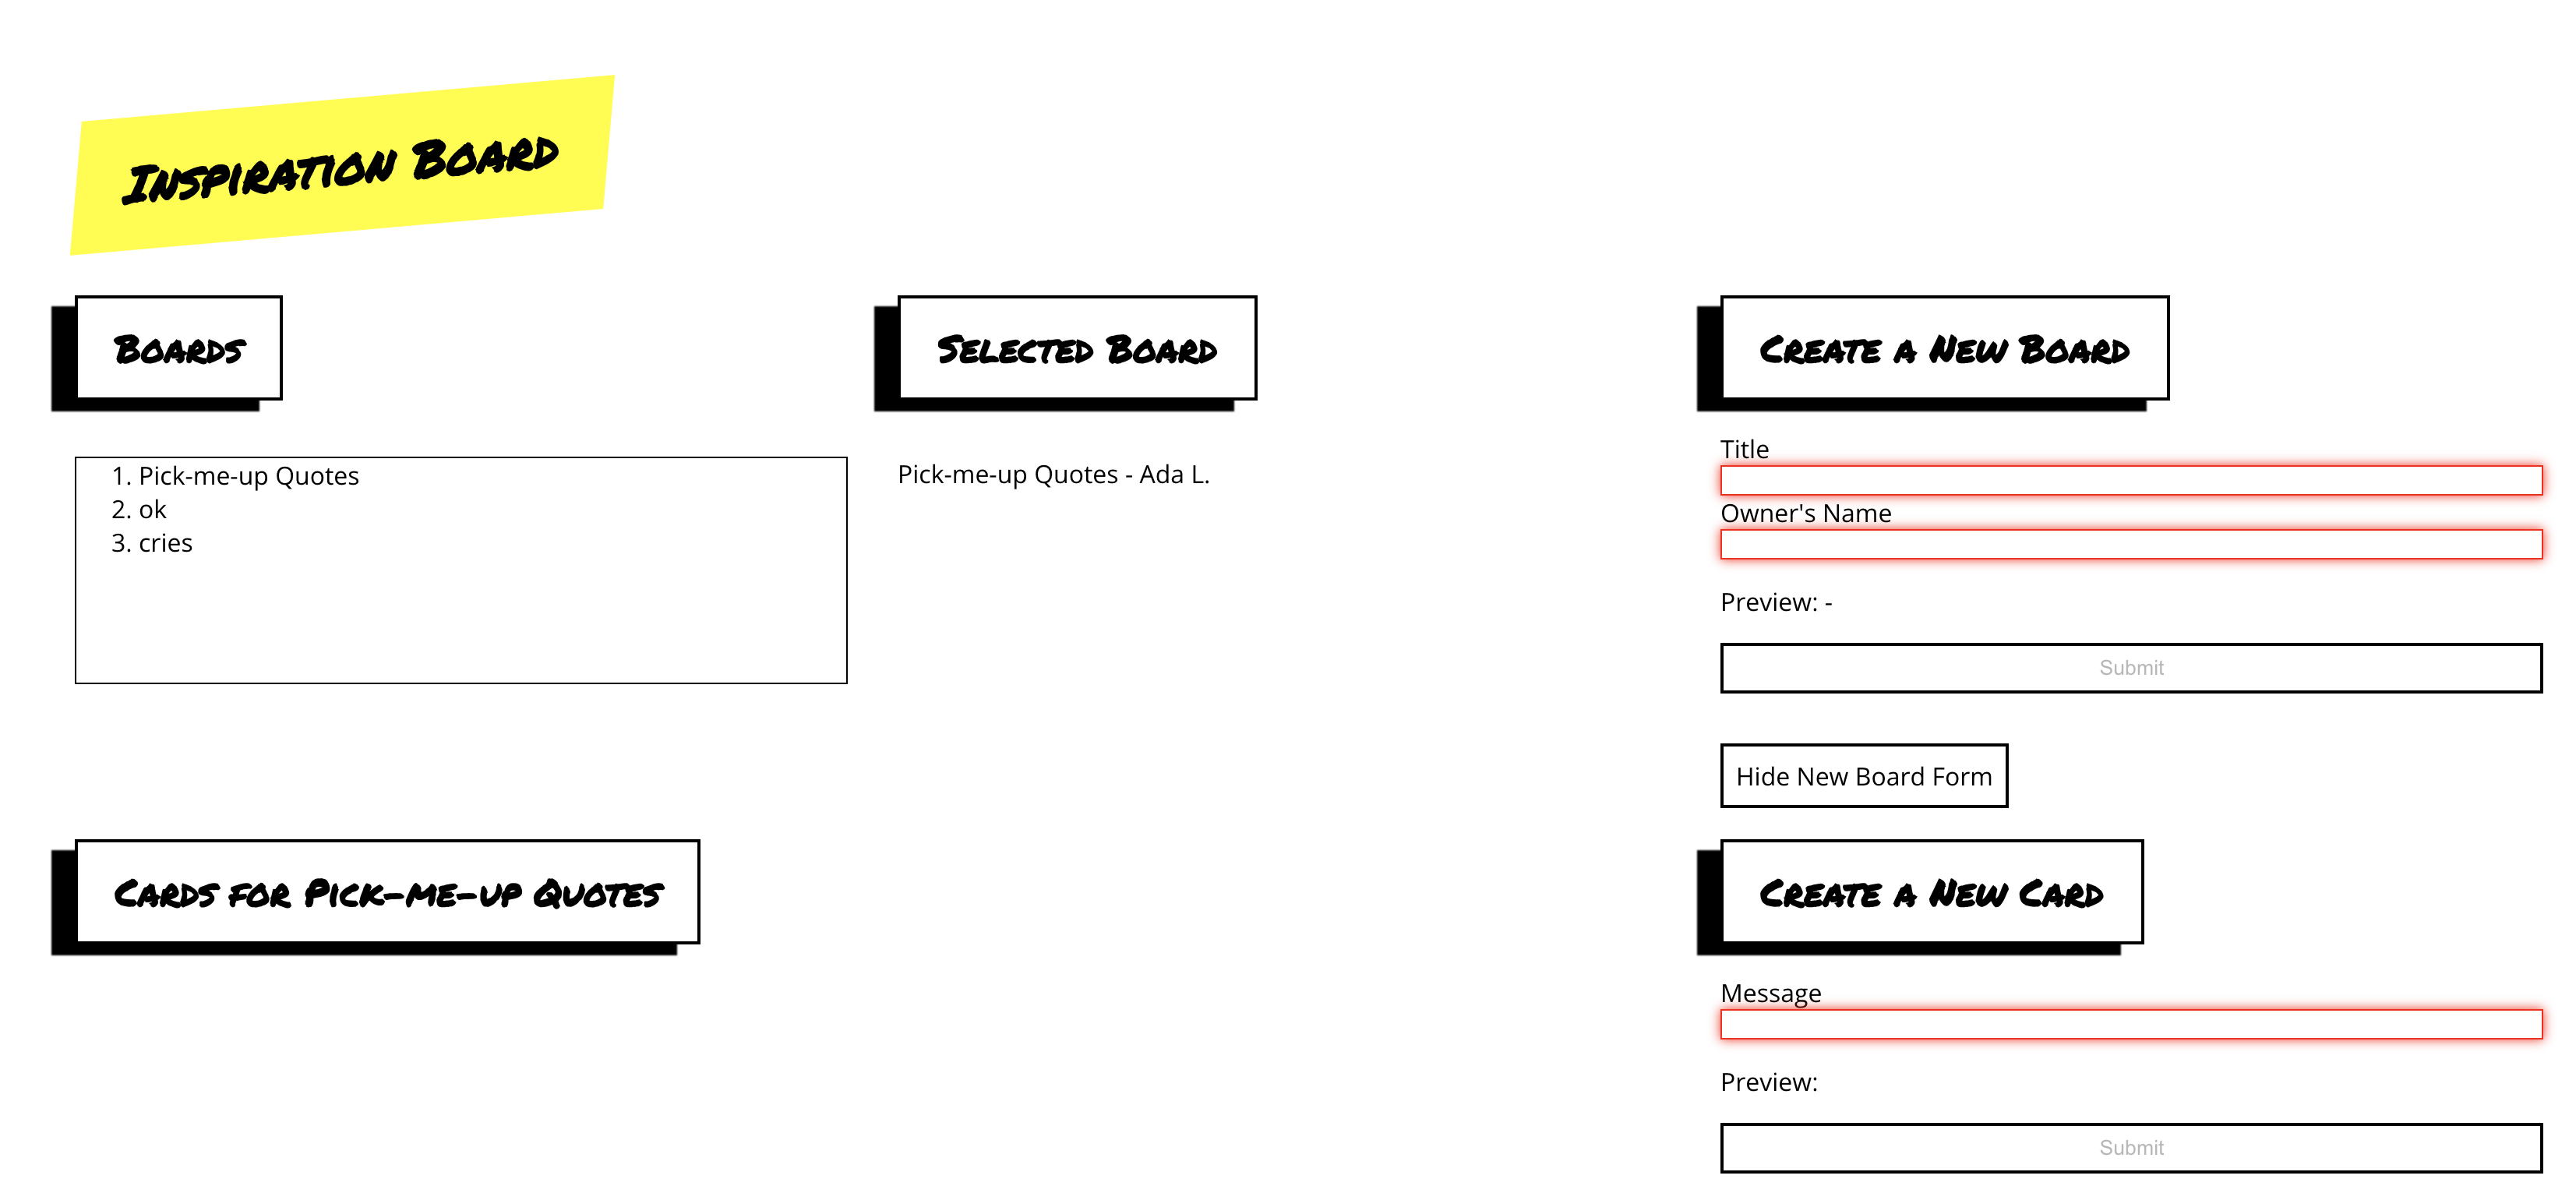 Inspiration Board
Boards
1. Pick-me-up Quotes
2. ok
3. cries
Selected Board
Pick-me-up Quotes - Ada L.
Create a New Board
Title
Owner's Name
Preview: -
Submit
Hide New Board Form
Cards for Pick-me-up Quotes
Create a New Card
Message
Preview:
Submit